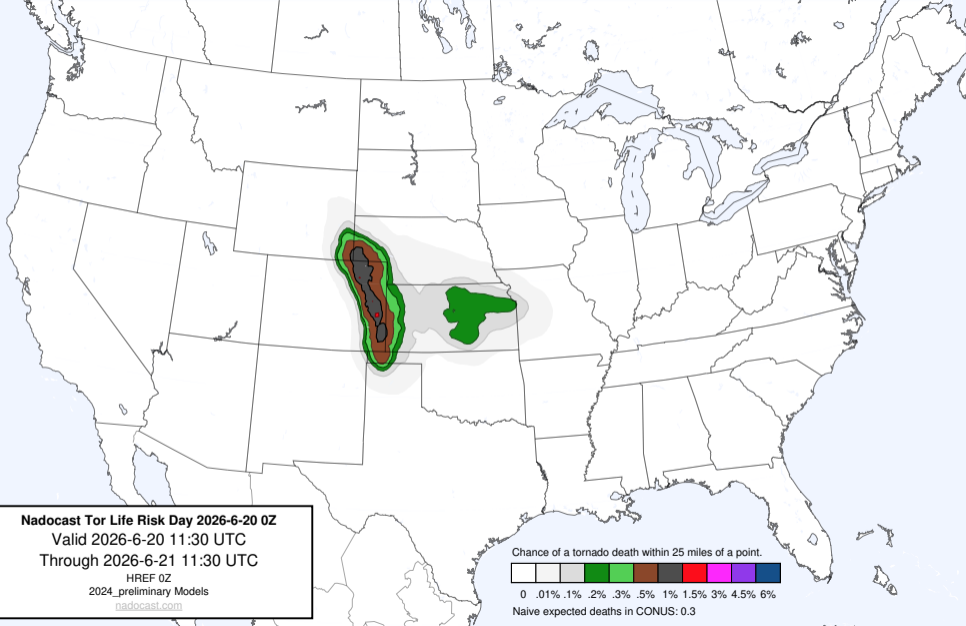 Nadocast Tor Life Risk Day 2026-6-20 0Z
Valid 2026-6-20 11:30 UTC
Through 2026-6-21 11:30 UTC
HREF 0Z
2024_preliminary Models
nadocast.com
Chance of a tornado death within 25 miles of a point.
0 .01% .1% .2% .3% .5% 1% 1.5% 3% 4.5% 6%
Naive expected deaths in CONUS: 0.3